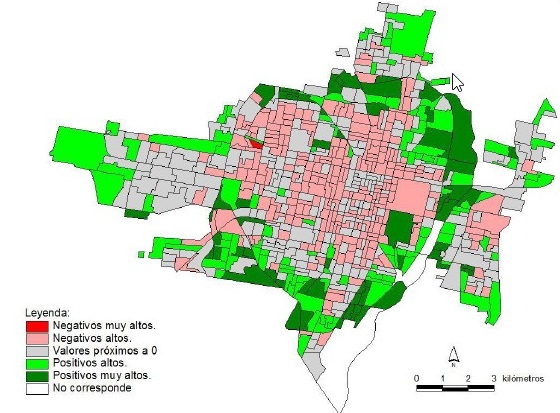 Leyenda:
Negativos muy altos.
Negativos altos.
Valores próximos a 0
Positivos altos.
Positivos muy altos.
No corresponde
N
0 1 2 3 kilómetros